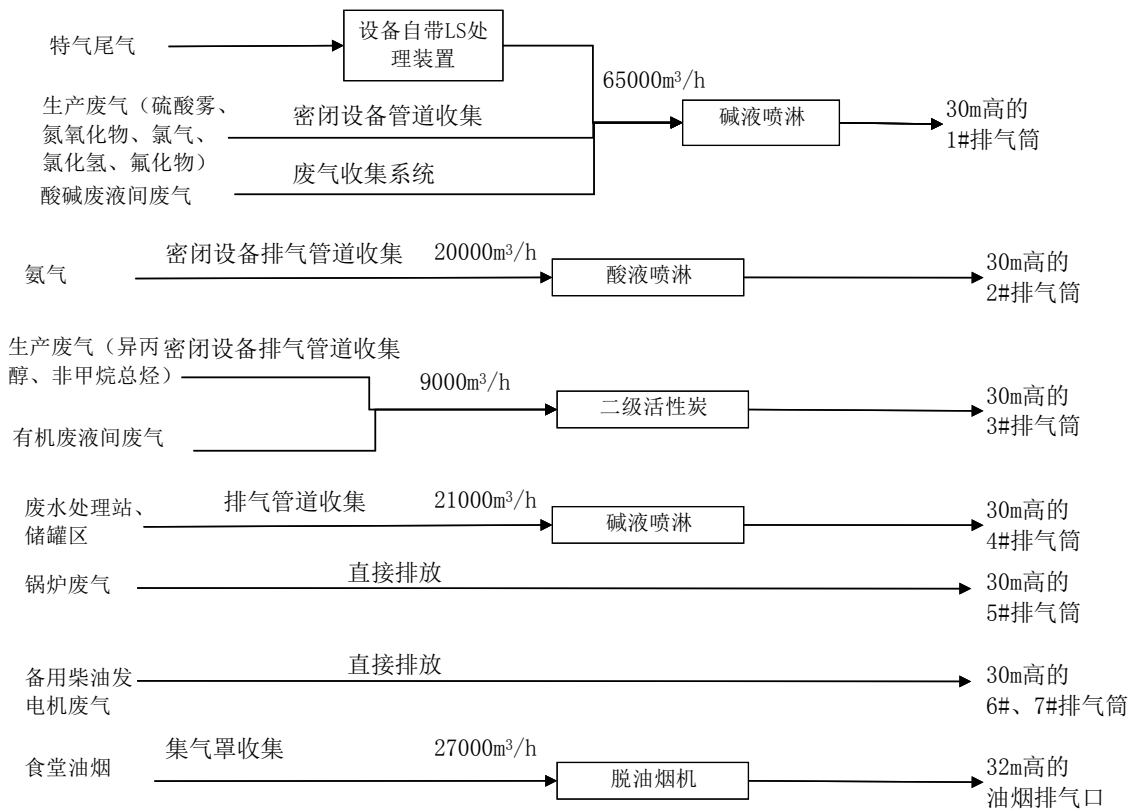 特气尾气
设备自带LS处
理装置
65000m³/h
生产废气（硫酸雾、
氮氧化物、氯气、
氯化氢、氟化物）
密闭设备管道收集
碱液喷淋
30m高的
1#排气筒
废气收集系统
酸碱废液间废气
氨气
密闭设备排气管道收集
20000m³/h
酸液喷淋
30m高的
2#排气筒
生产废气（异丙
醇、非甲烷总烃）
密闭设备排气管道收集
9000m³/h
二级活性炭
30m高的
3#排气筒
有机废液间废气
废水处理站、
储罐区
排气管道收集
21000m³/h
碱液喷淋
30m高的
4#排气筒
锅炉废气
直接排放
30m高的
5#排气筒
备用柴油发
电机废气
直接排放
30m高的
6#、7#排气筒
食堂油烟
集气罩收集
27000m³/h
脱油烟机
32m高的
油烟排气口